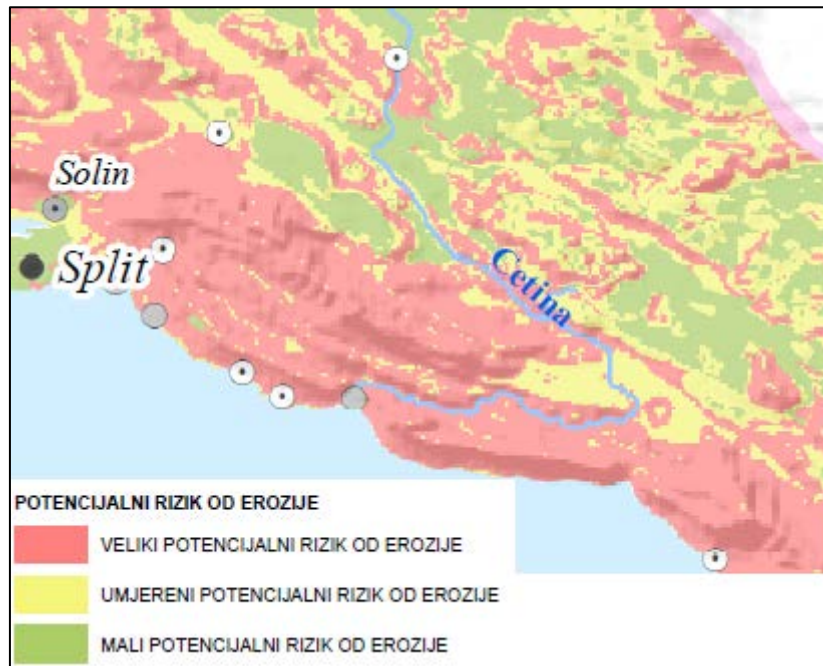 Solin
Split
Cetina
POTENCIJALNI RIZIK OD EROZIJE
VELIKI POTENCIJALNI RIZIK OD EROZIJE
UMJERENI POTENCIJALNI RIZIK OD EROZIJE
MALI POTENCIJALNI RIZIK OD EROZIJE